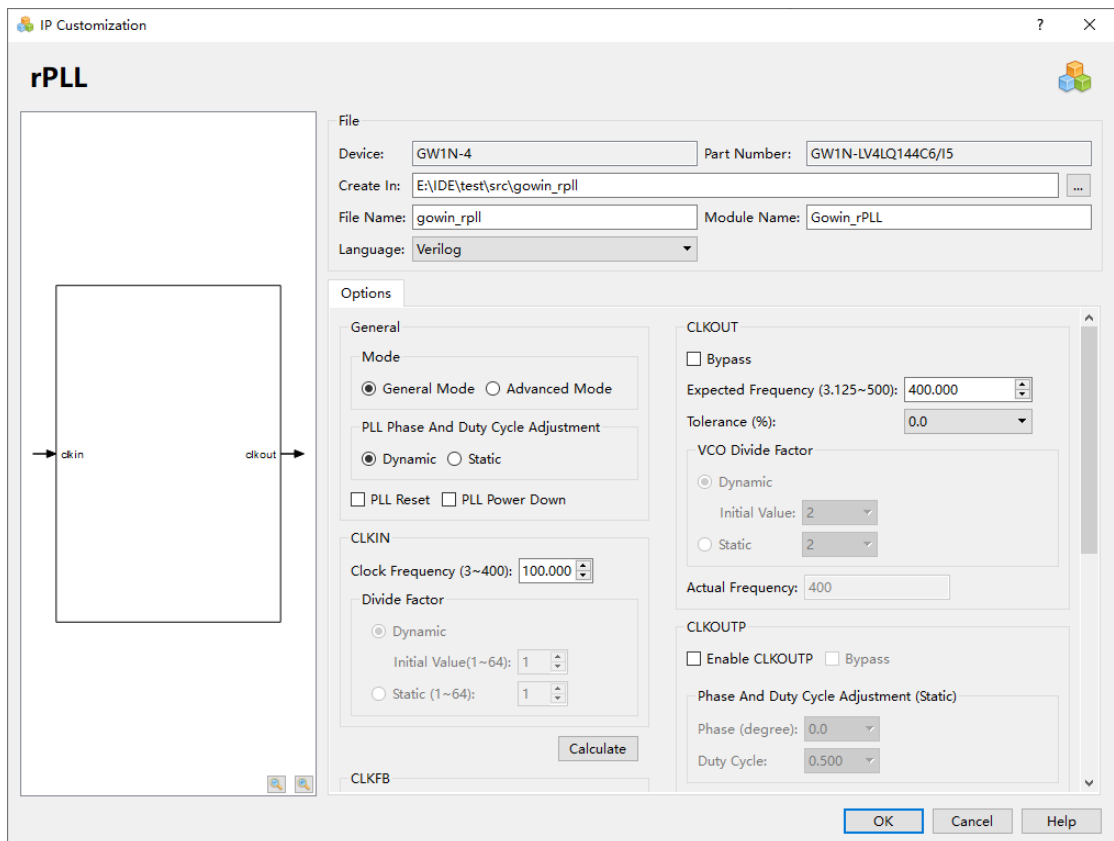 IP Customization
?
rPLL
clkin
clkout
File
Device: GW1N-4 Part Number: GW1N-LV4LQ144C6/I5
Create In: E:\IDE\test\src\gowin_rpll ...
File Name: gowin_rpll Module Name: Gowin_rPLL
Language: Verilog
Options
General
Mode
General Mode Advanced Mode
PLL Phase And Duty Cycle Adjustment
Dynamic Static
PLL Reset PLL Power Down
CLKIN
Clock Frequency (3~400): 100.000
Divide Factor
Dynamic
Initial Value(1~64): 1
Static (1~64): 1
Calculate
CLKFB
CLKOUT
Bypass
Expected Frequency (3.125~500): 400.000
Tolerance (%): 0.0
VCO Divide Factor
Dynamic
Initial Value: 2
Static 2
Actual Frequency: 400
CLKOUTP
Enable CLKOUTP Bypass
Phase And Duty Cycle Adjustment (Static)
Phase (degree): 0.0
Duty Cycle: 0.500
OK Cancel Help